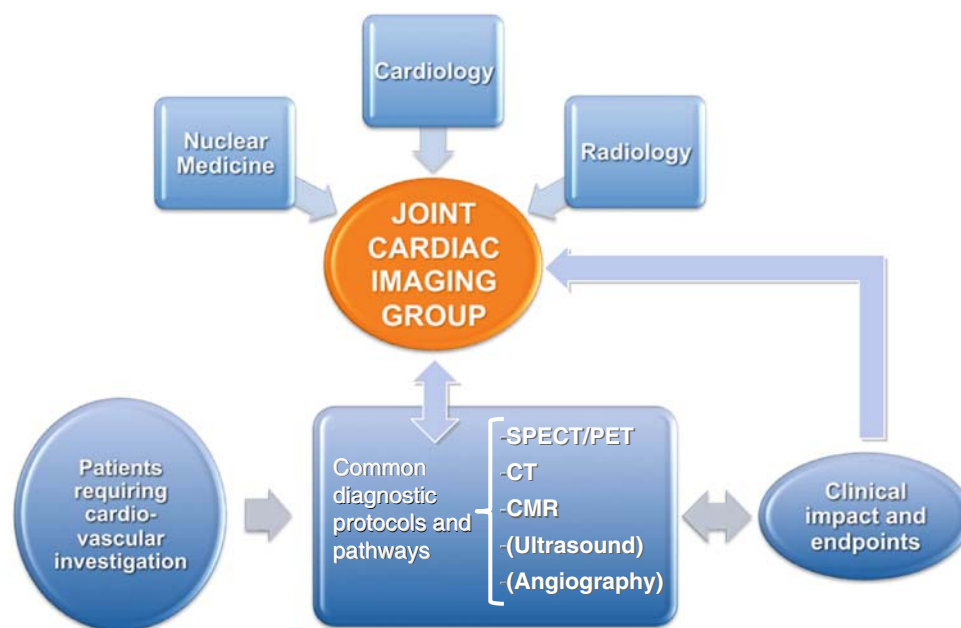 Cardiology
Nuclear
Medicine
Radiology
JOINT
CARDIAC
IMAGING
GROUP
Patients
requiring
cardio-
vascular
investigation
Common
diagnostic
protocols and
pathways
-SPECT/PET
-CT
-CMR
-(Ultrasound)
-(Angiography)
Clinical
impact and
endpoints